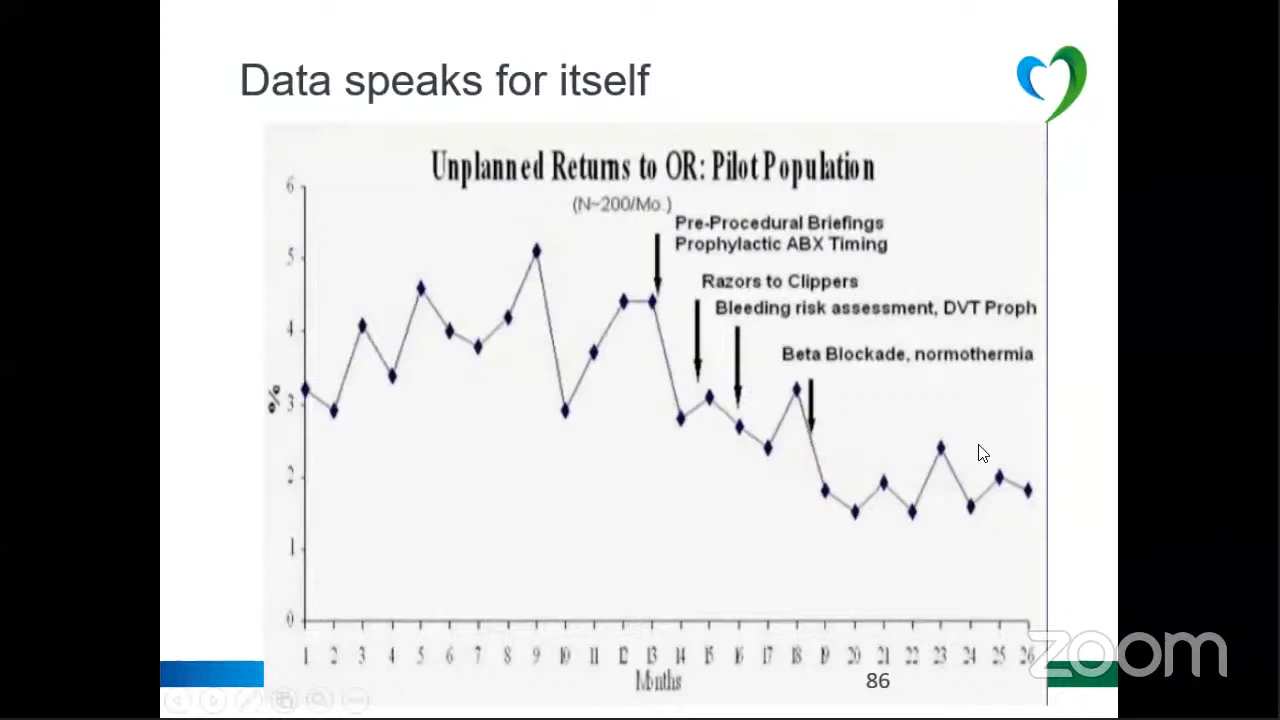 Data speaks for itself
Unplanned Returns to OR: Pilot Population
(N~200/Mo.)
Pre-Procedural Briefings
Prophylactic ABX Timing
Razors to Clippers
Bleeding risk assessment, DVT Proph
Beta Blockade, normothermia
6
5
4
3
2
1
0
%
1 2 3 4 5 6 7 8 9 10 11 12 13 14 15 16 17 18 19 20 21 22 23 24 25 26
Months
86
zoom